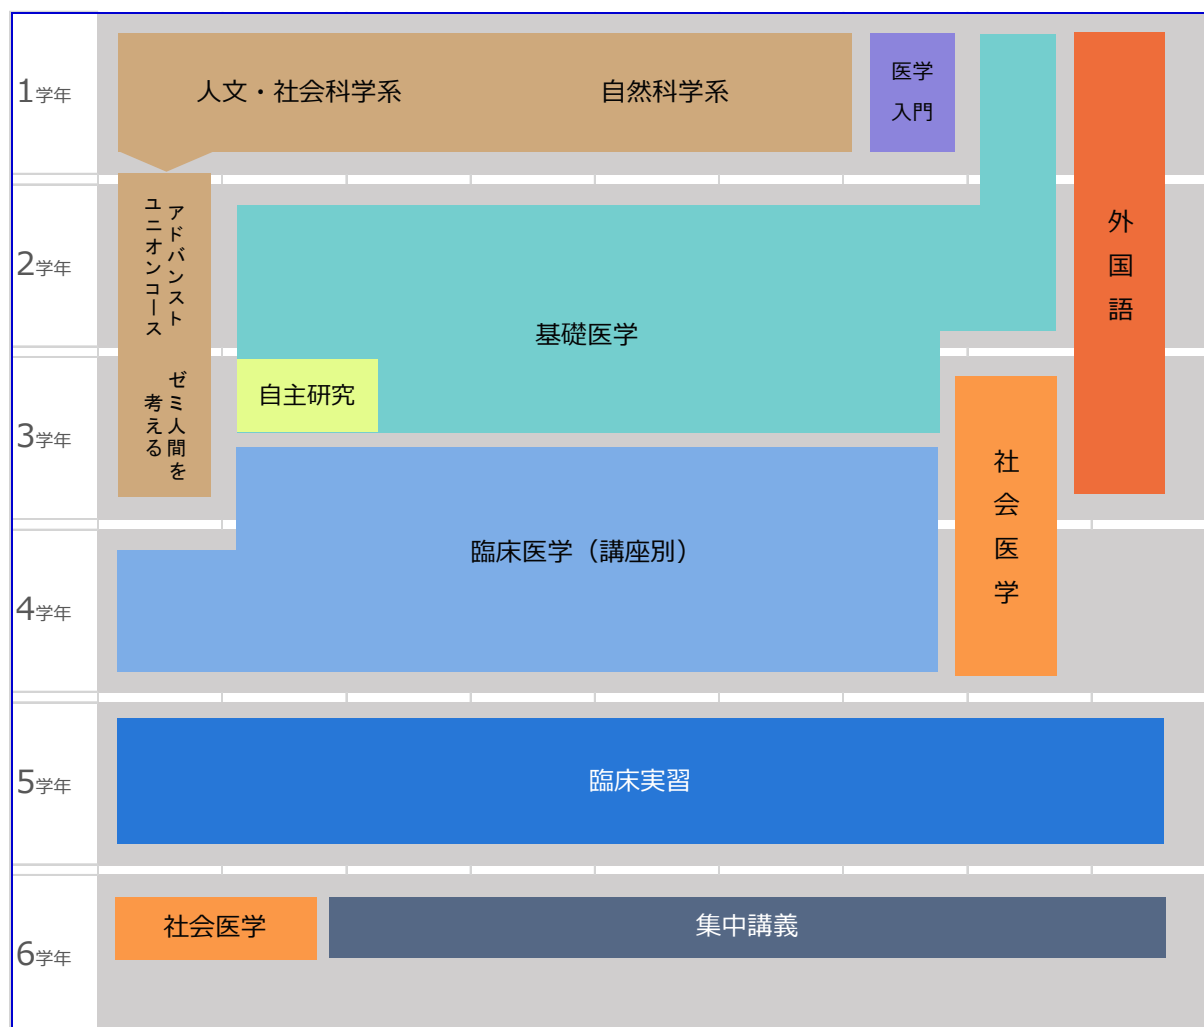 1学年
人文・社会科学系
自然科学系
医学
入門
外国語
2学年
アドバンスト
ユニオンコース
基礎医学
3学年
ゼミ人間を
考える
自主研究
社会医学
4学年
臨床医学（講座別）
5学年
臨床実習
6学年
社会医学
集中講義